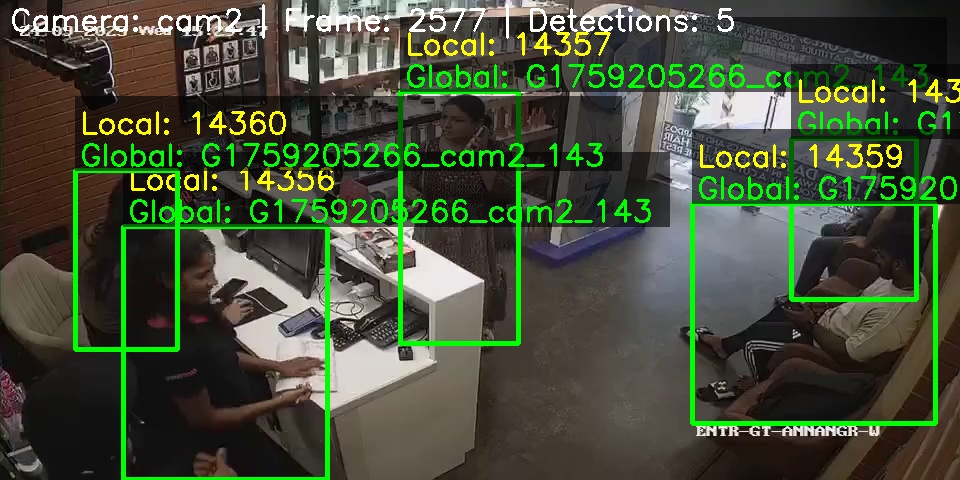 Camera: cam2 | Frame: 2577 | Detections: 5
Local: 14357
Global: G1759205266_cam2_143
Local: 143
Global: G1
Local: 14360
Global: G1759205266_cam2_143
Local: 14359
Global: G175920
Local: 14356
Global: G1759205266_cam2_143
ENTR-GT-ANNANGR-W